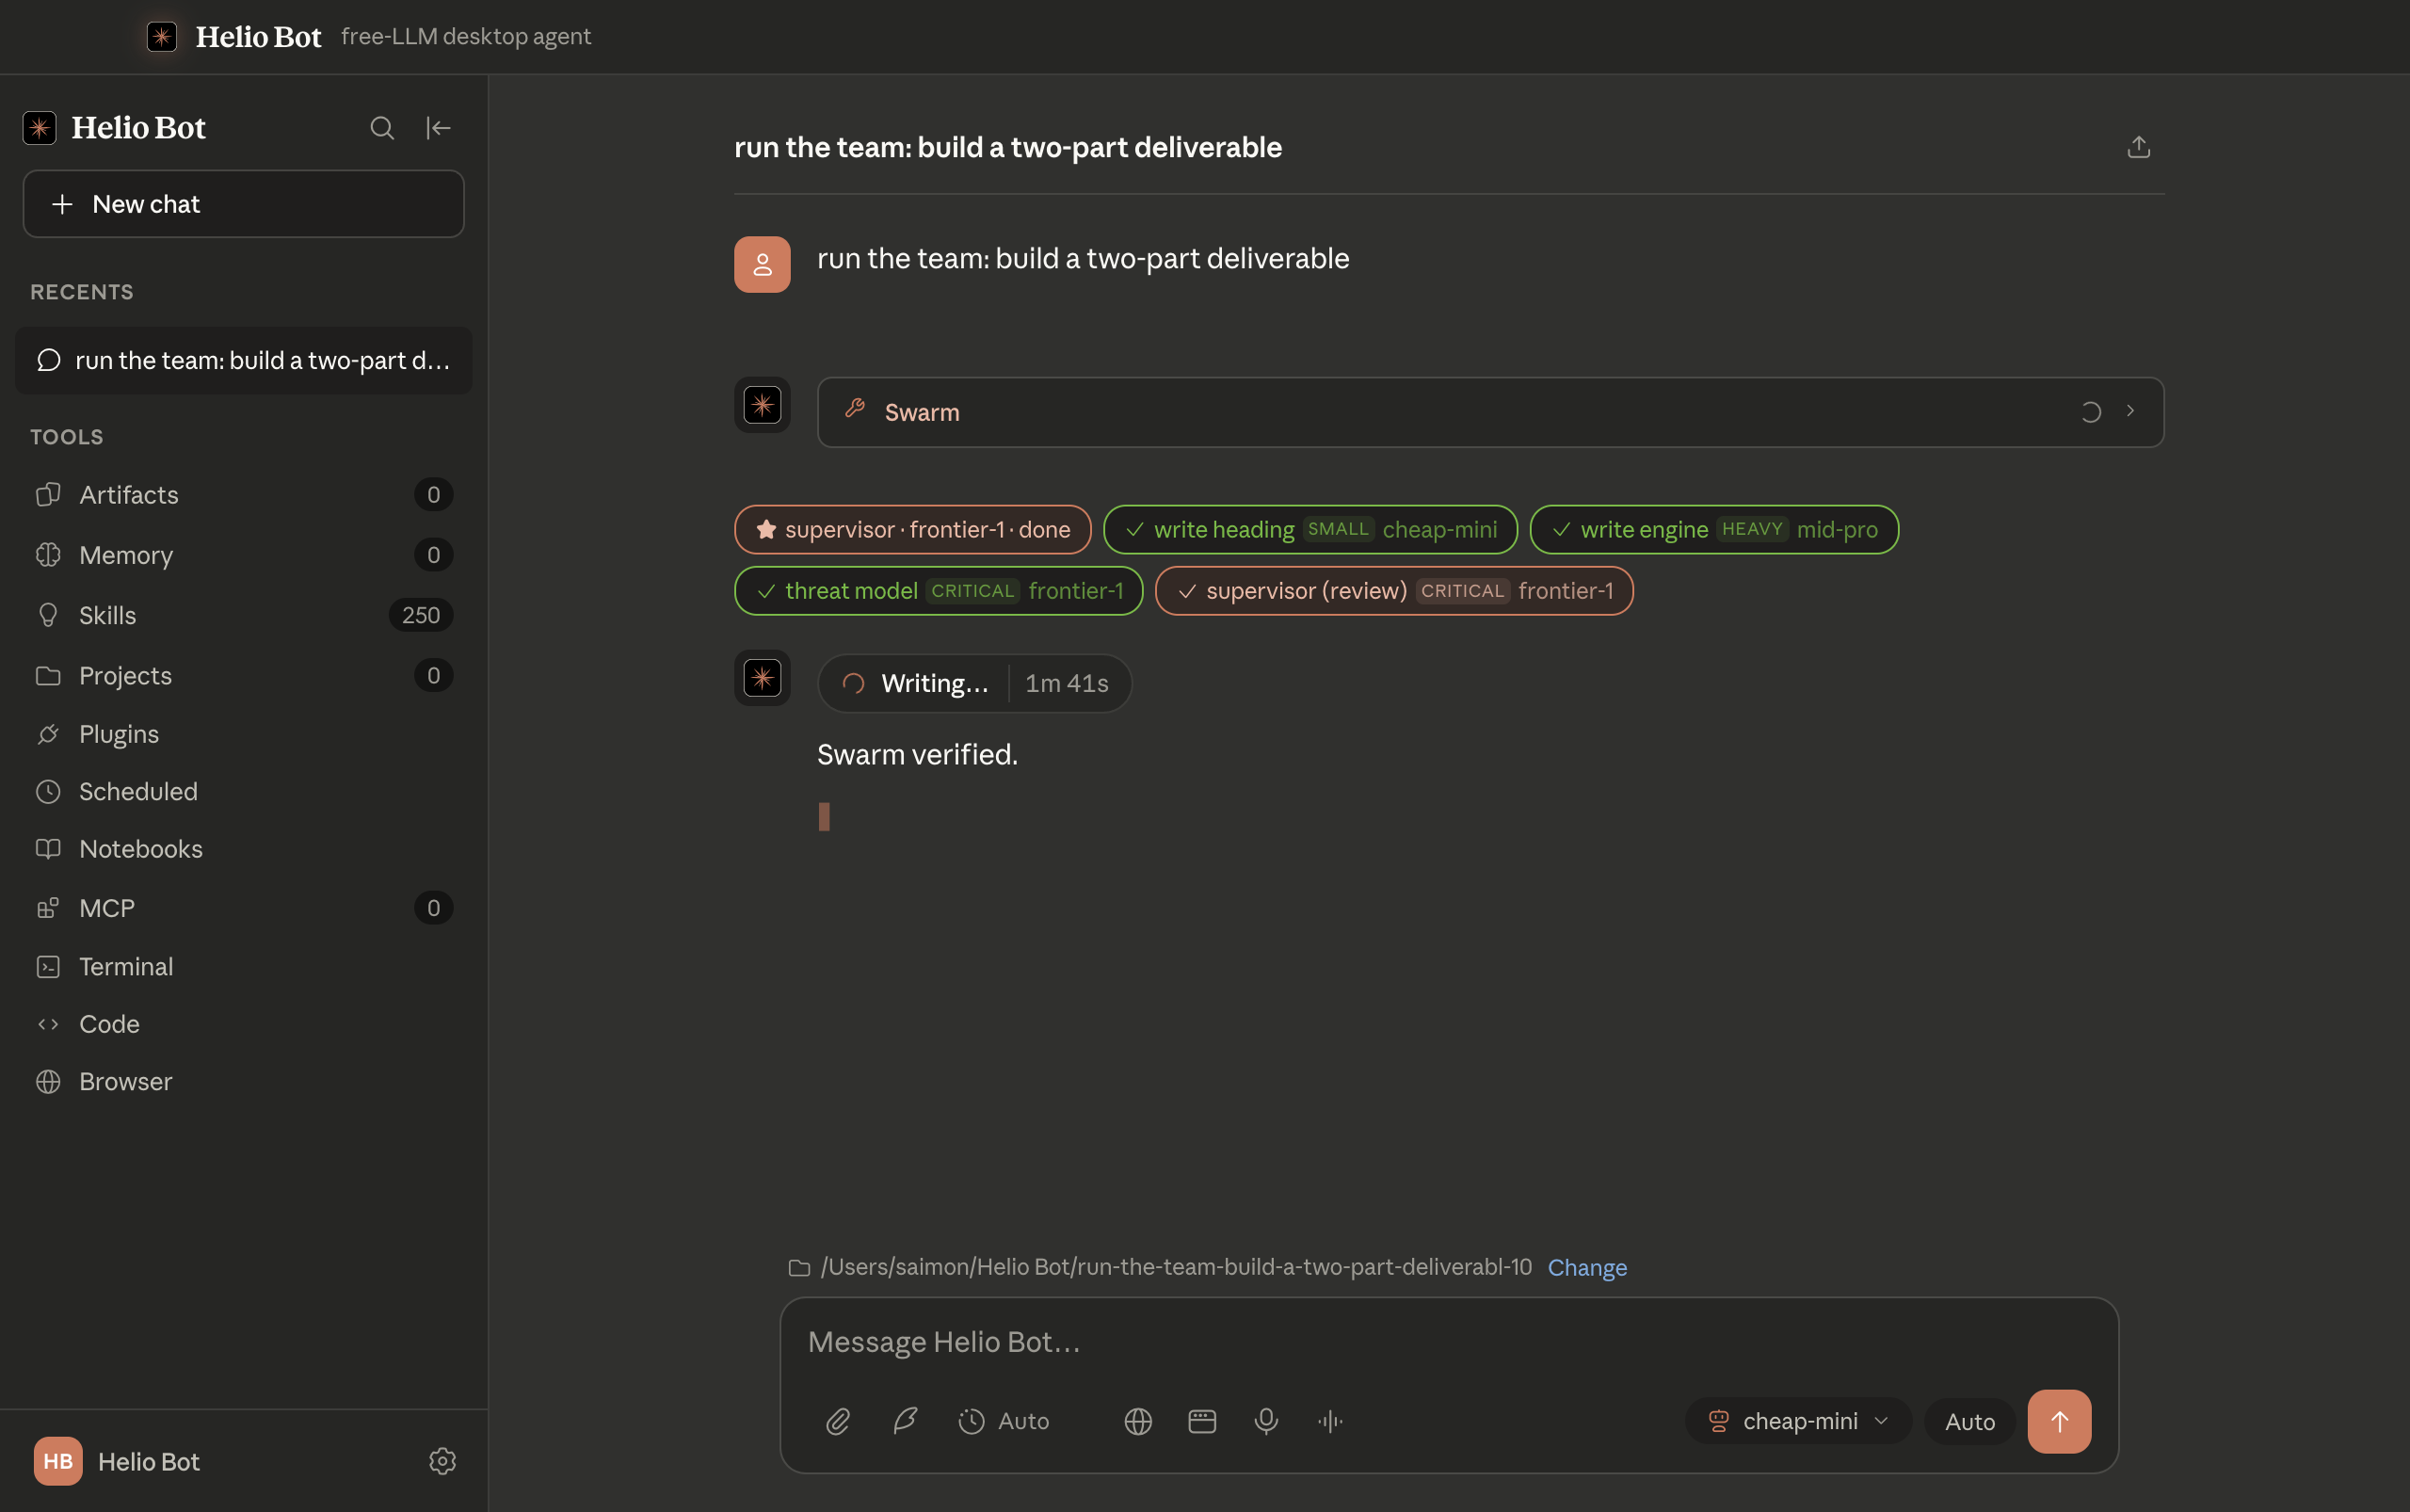 Helio Bot free-LLM desktop agent
Helio Bot
New chat
RECENTS
run the team: build a two-part d...
TOOLS
Artifacts 0
Memory 0
Skills 250
Projects 0
Plugins
Scheduled
Notebooks
MCP 0
Terminal
Code
Browser
HB Helio Bot
run the team: build a two-part deliverable
run the team: build a two-part deliverable
Swarm
supervisor · frontier-1 · done
write heading SMALL cheap-mini
write engine HEAVY mid-pro
threat model CRITICAL frontier-1
supervisor (review) CRITICAL frontier-1
Writing... 1m 41s
Swarm verified.
/Users/saimon/Helio Bot/run-the-team-build-a-two-part-deliverabl-10 Change
Message Helio Bot...
Auto
cheap-mini
Auto